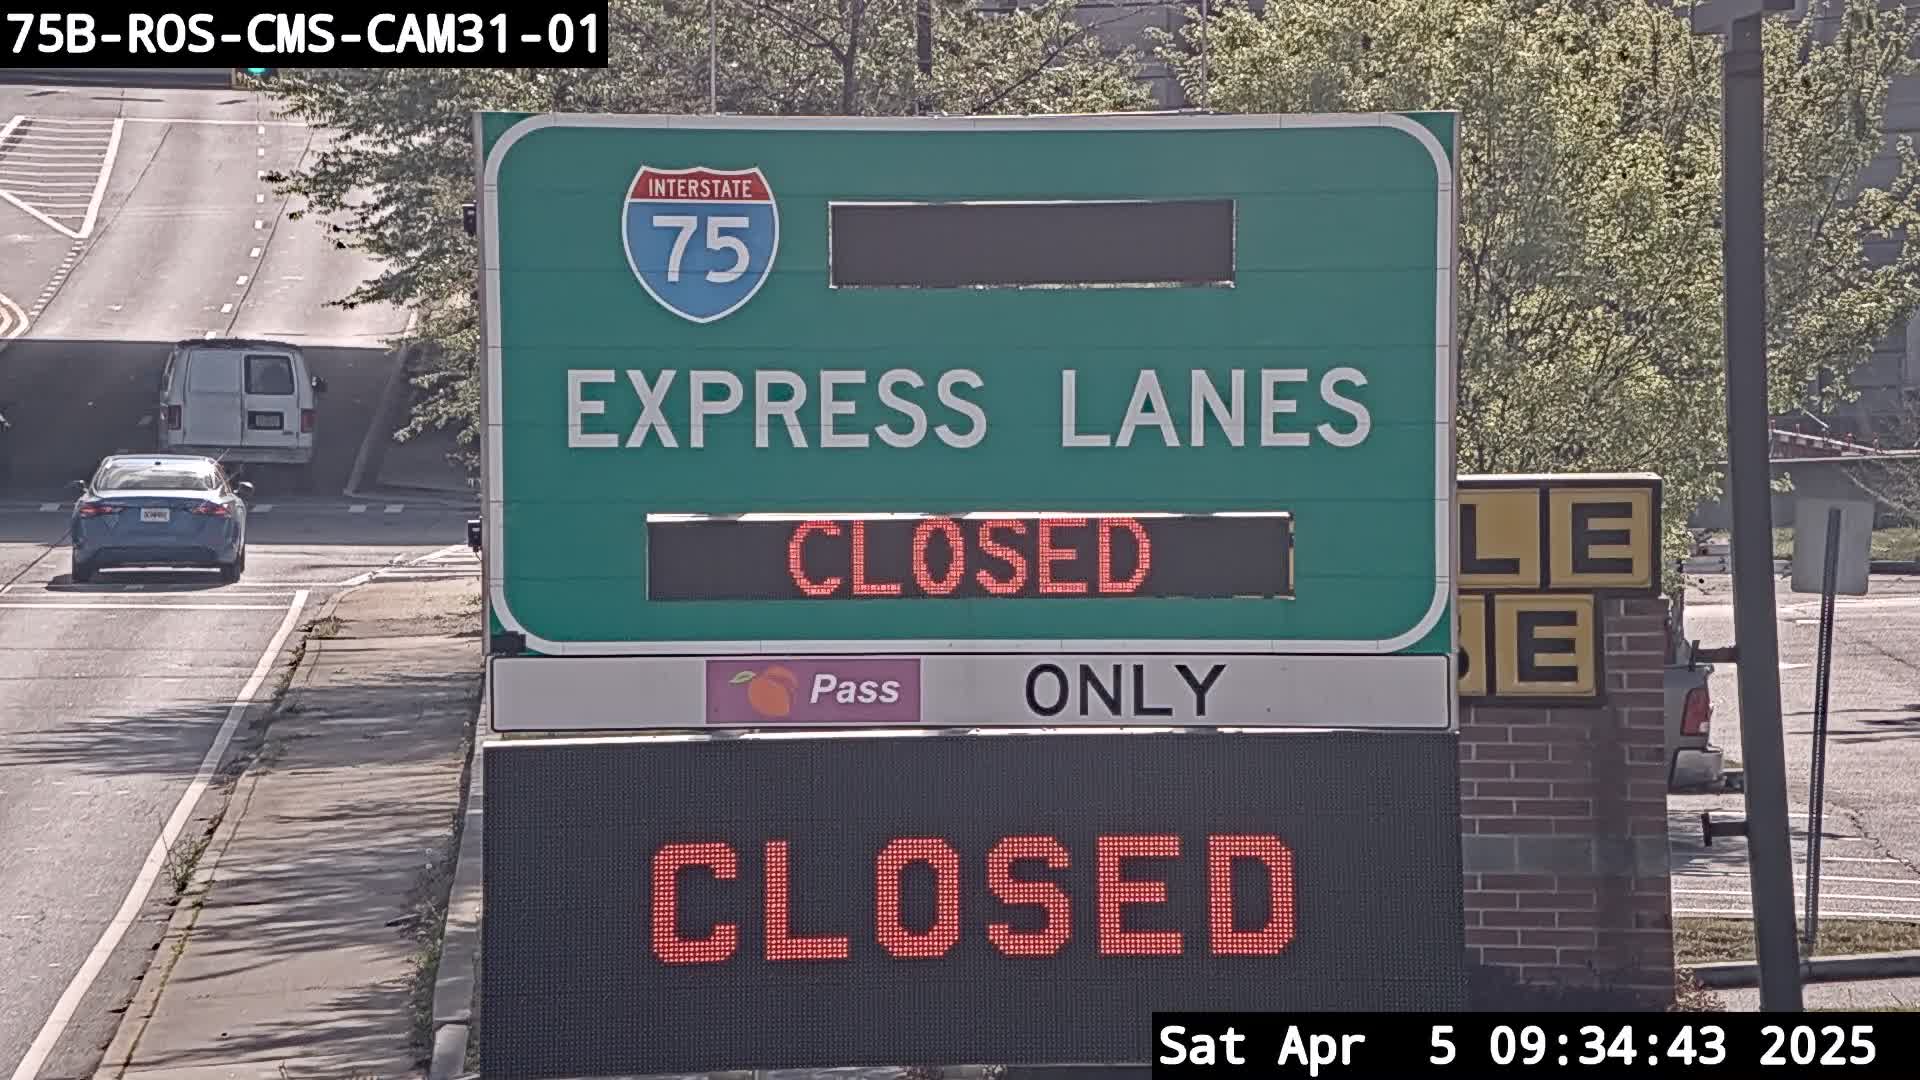 75B-ROS-CMS-CAM31-01
INTERSTATE
75
EXPRESS LANES
CLOSED
Pass ONLY
CLOSED
LE
E
Sat Apr 5 09:34:43 2025